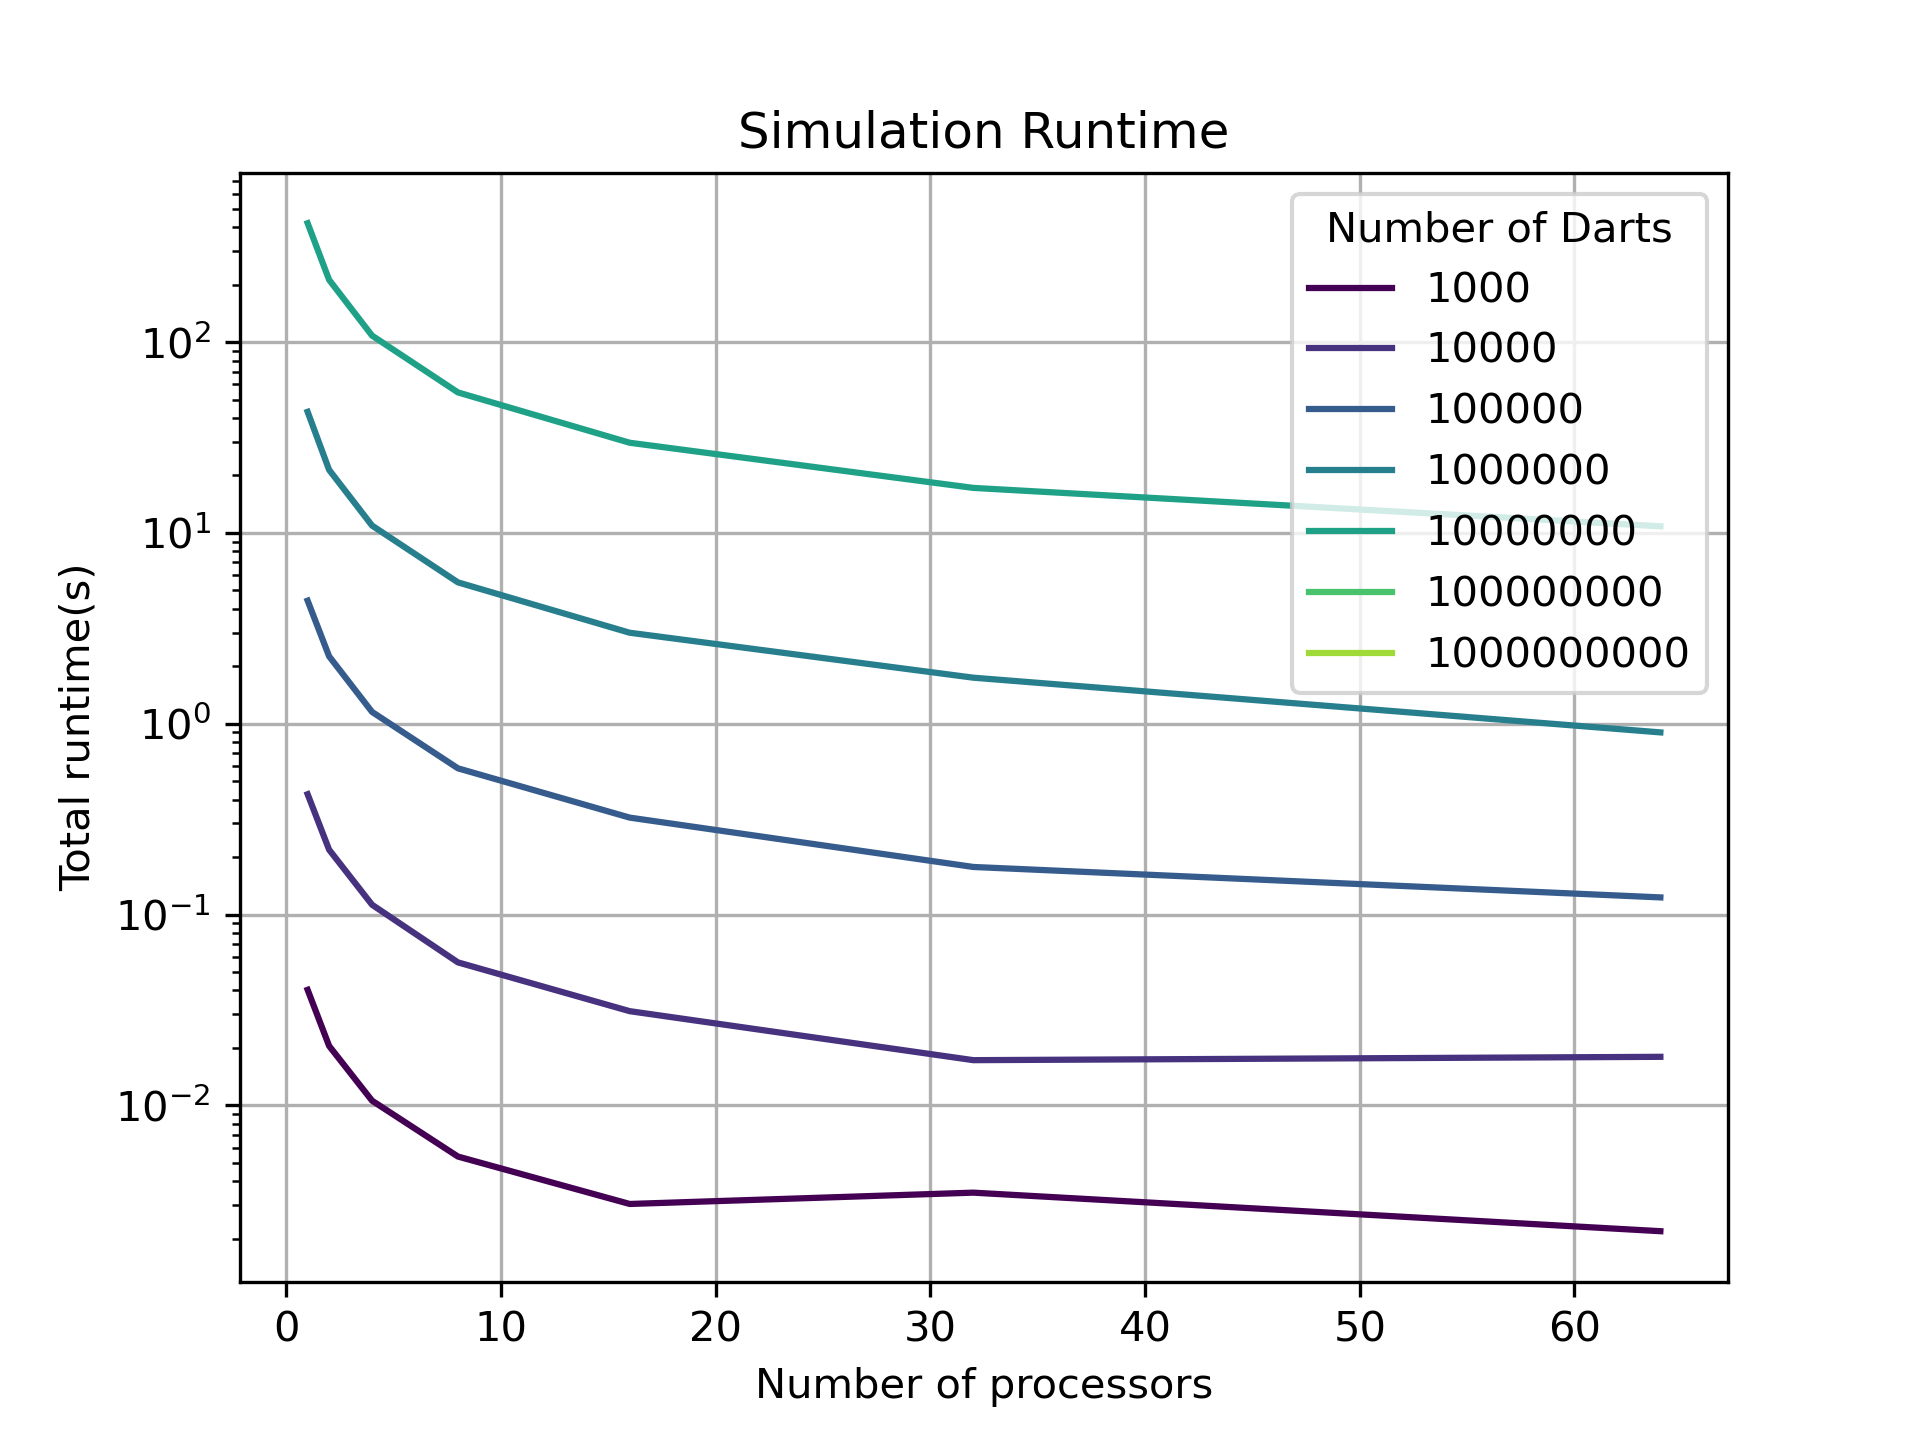 Simulation Runtime
Number of Darts
1000
10000
100000
1000000
10000000
100000000
1000000000
Total runtime(s)
10²
10¹
10⁰
10⁻¹
10⁻²
0 10 20 30 40 50 60
Number of processors